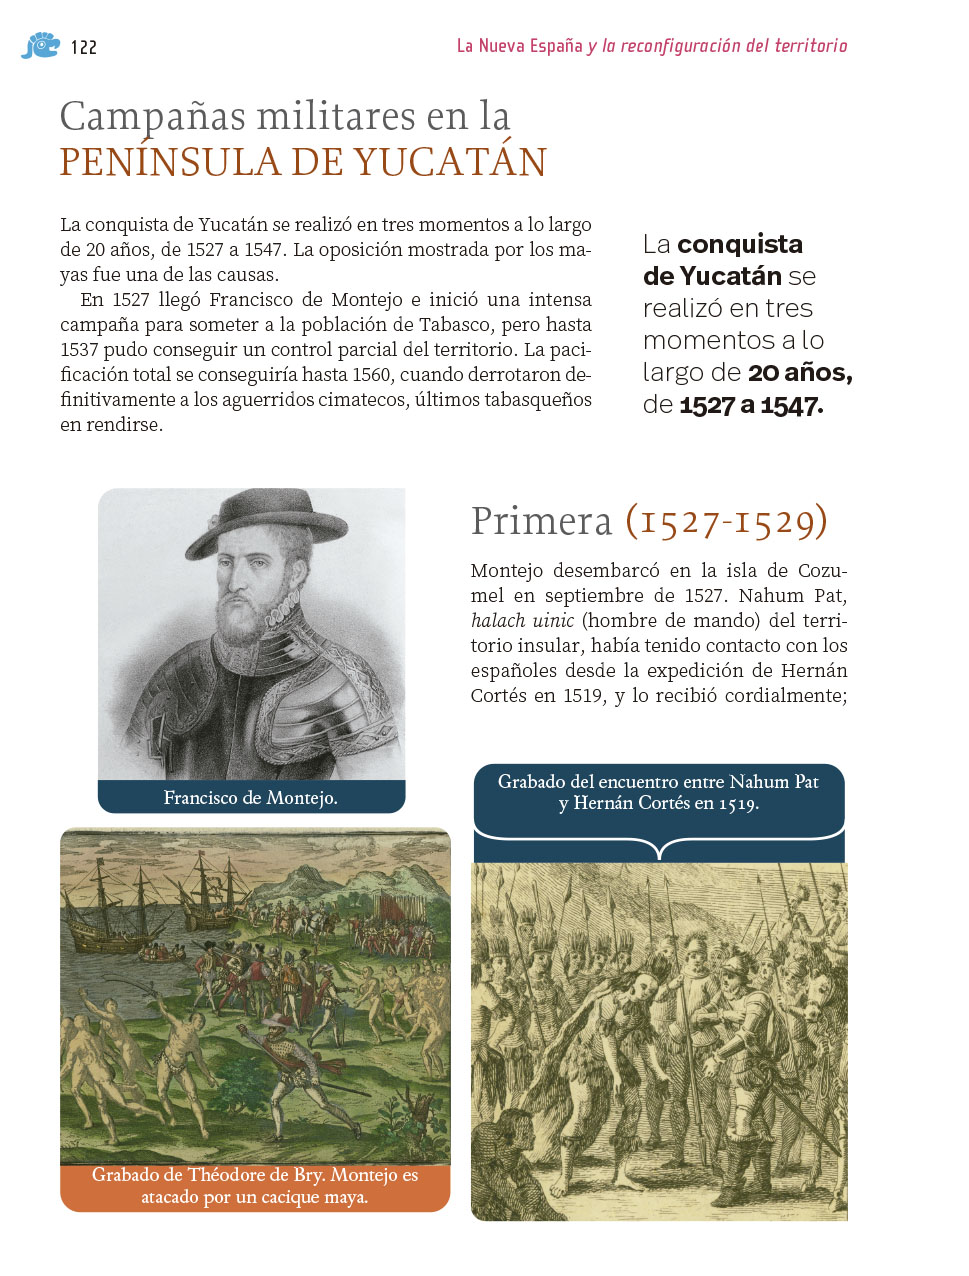 122
La Nueva España y la reconfiguración del territorio
Campañas militares en la
PENÍNSULA DE YUCATÁN
La conquista de Yucatán se realizó en tres momentos a lo largo
de 20 años, de 1527 a 1547. La oposición mostrada por los ma-
yas fue una de las causas.
En 1527 llegó Francisco de Montejo e inició una intensa
campaña para someter a la población de Tabasco, pero hasta
1537 pudo conseguir un control parcial del territorio. La paci-
ficación total se conseguiría hasta 1560, cuando derrotaron de-
finitivamente a los aguerridos cimatecos, últimos tabasqueños
en rendirse.
La conquista
de Yucatán se
realizó en tres
momentos a lo
largo de 20 años,
de 1527 a 1547.
Francisco de Montejo.
Primera (1527-1529)
Montejo desembarcó en la isla de Cozu-
mel en septiembre de 1527. Nahum Pat,
halach uinic (hombre de mando) del terri-
torio insular, había tenido contacto con los
españoles desde la expedición de Hernán
Cortés en 1519, y lo recibió cordialmente;
Grabado del encuentro entre Nahum Pat
y Hernán Cortés en 1519.
Grabado de Théodore de Bry. Montejo es
atacado por un cacique maya.